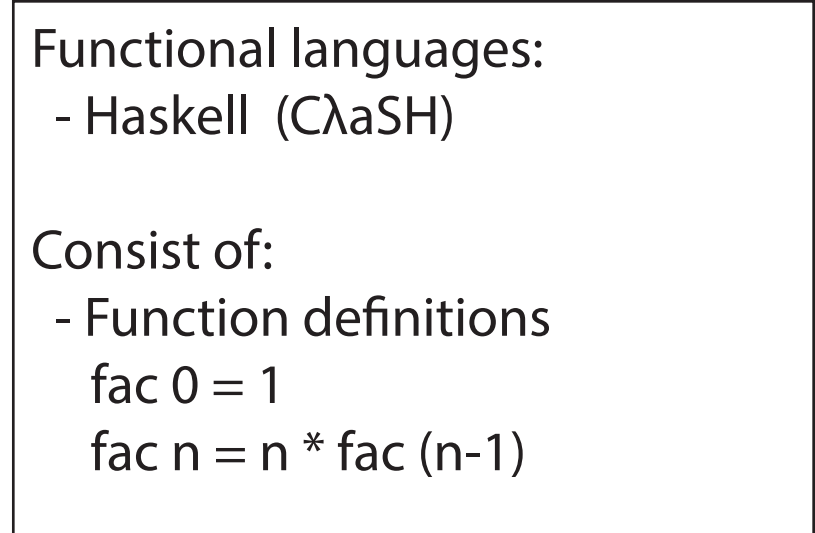 Functional languages:
- Haskell (CλaSH)
Consist of:
- Function definitions
fac 0 = 1
fac n = n * fac (n-1)